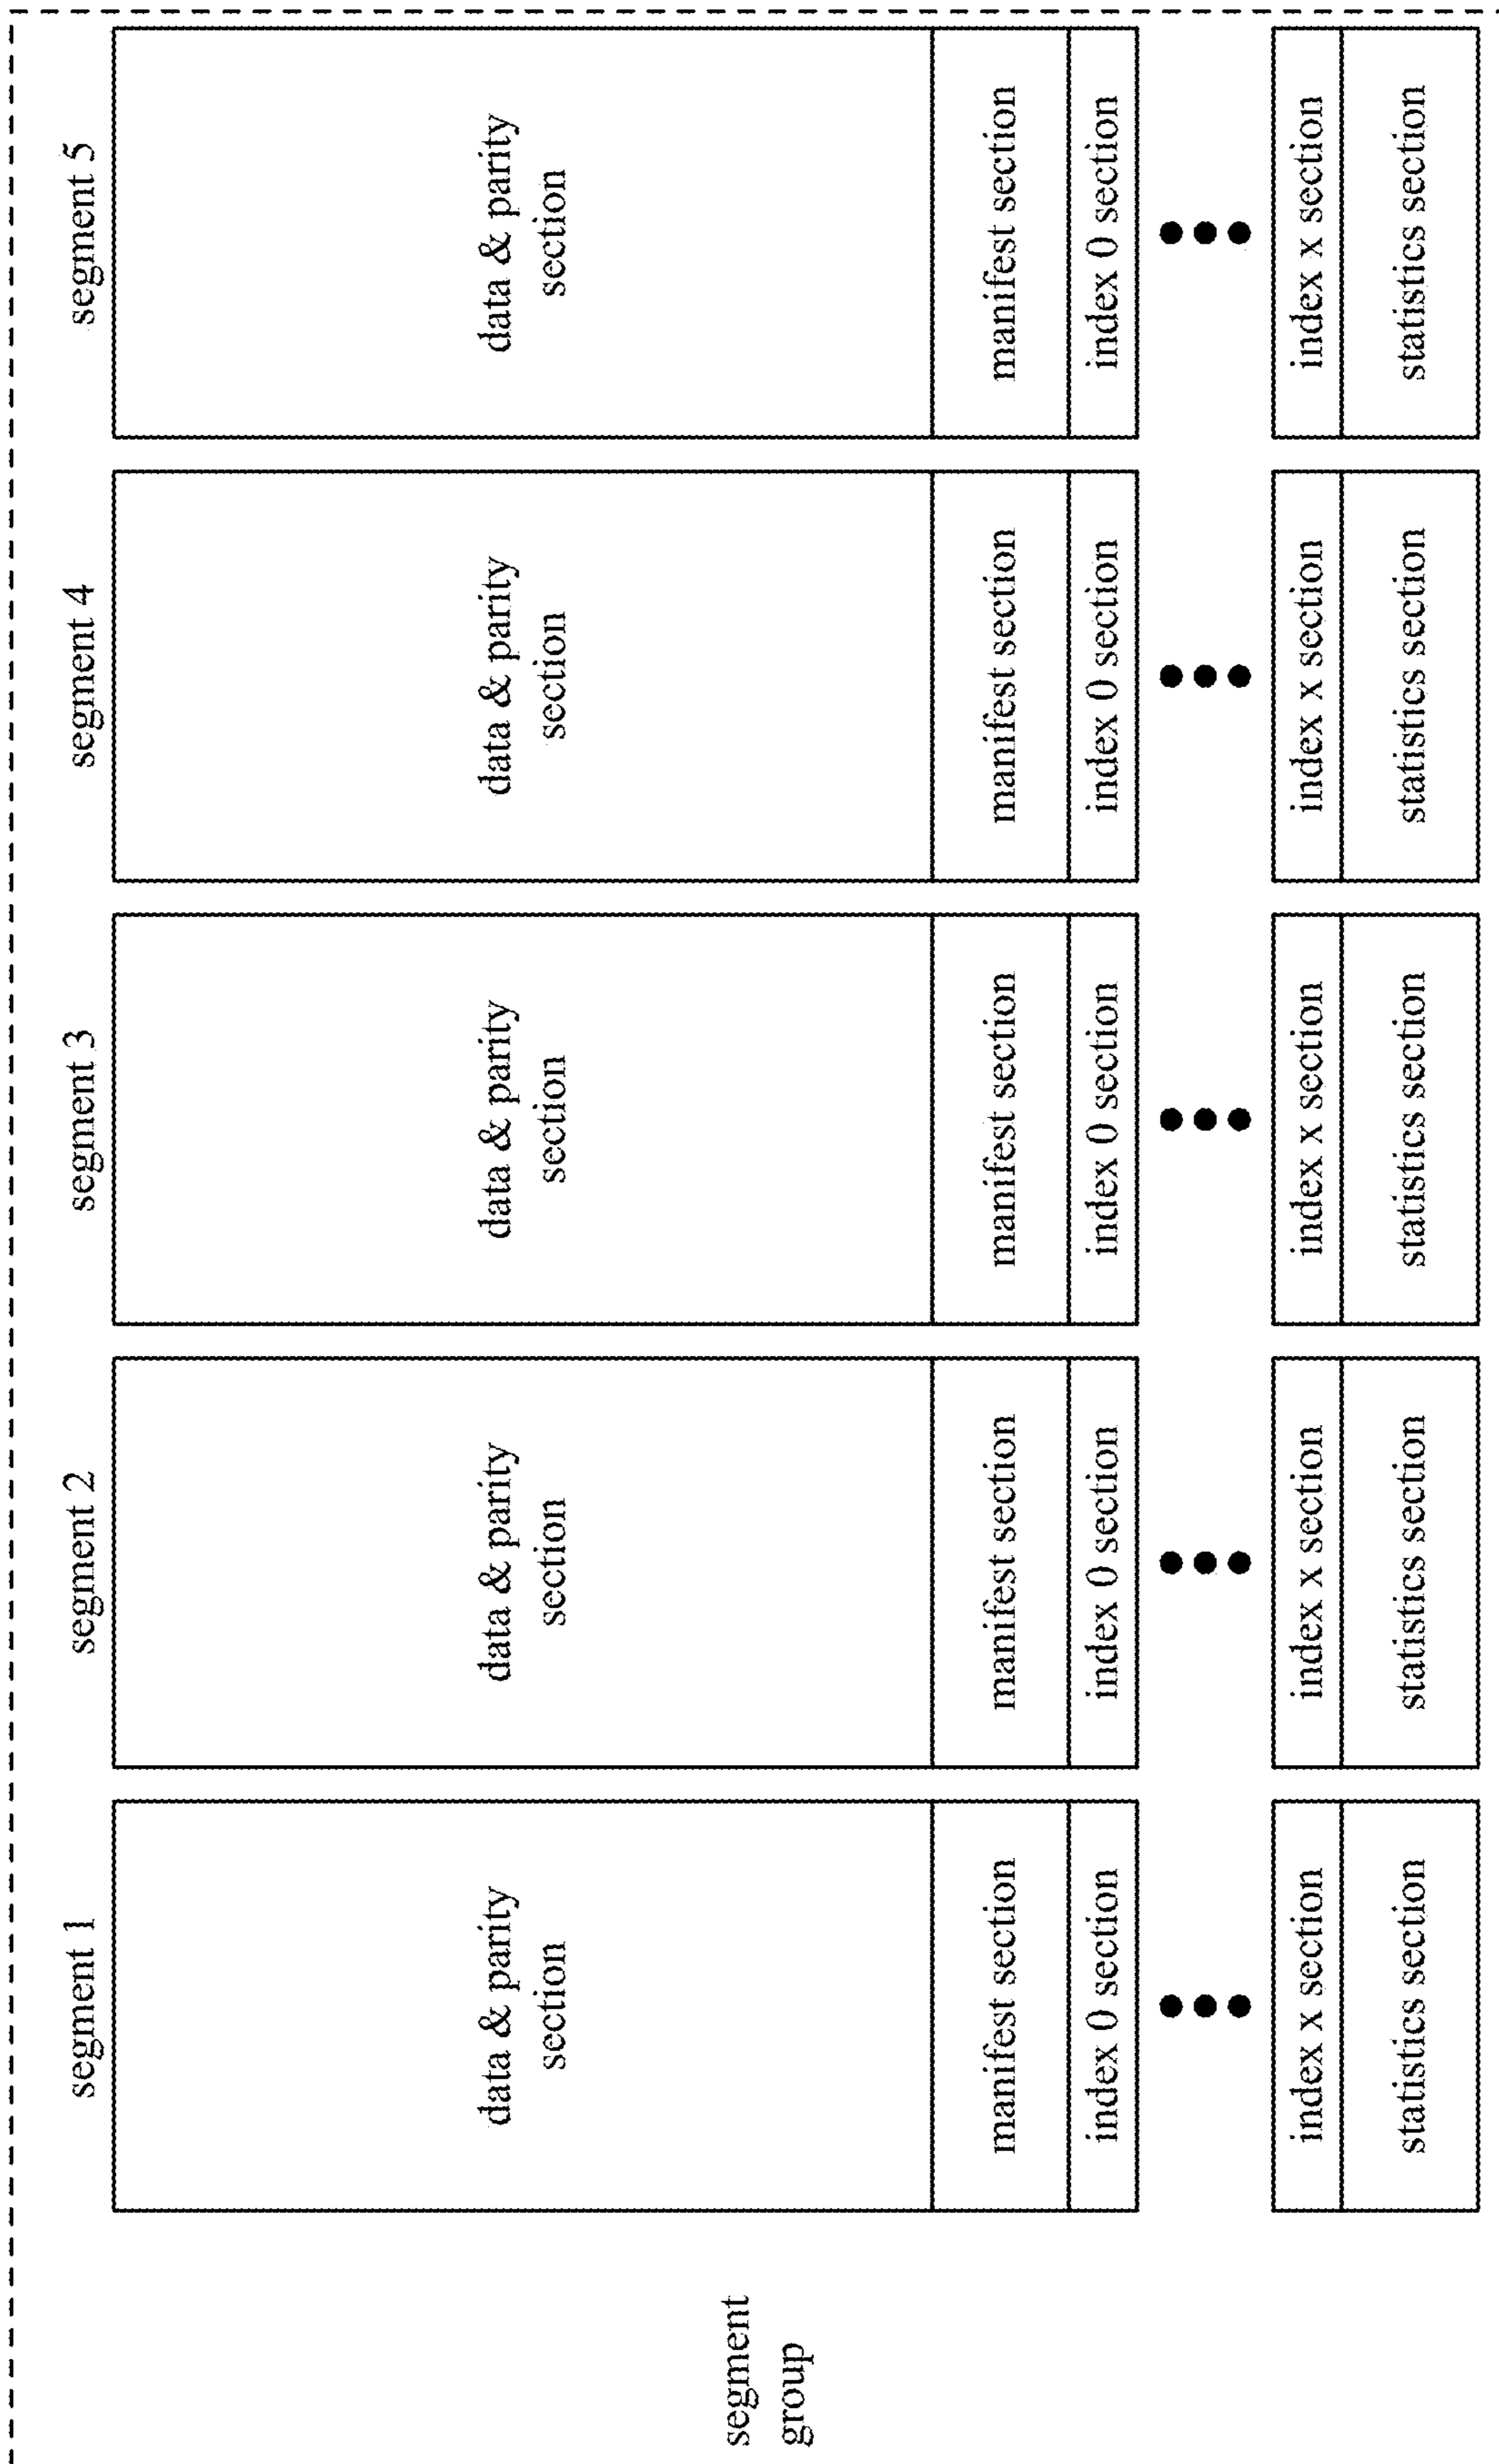 segment
group
segment 1
data & parity
section
manifest section
index 0 section
index x section
statistics section
segment 2
data & parity
section
manifest section
index 0 section
index x section
statistics section
segment 3
data & parity
section
manifest section
index 0 section
index x section
statistics section
segment 4
data & parity
section
manifest section
index 0 section
index x section
statistics section
segment 5
data & parity
section
manifest section
index 0 section
index x section
statistics section